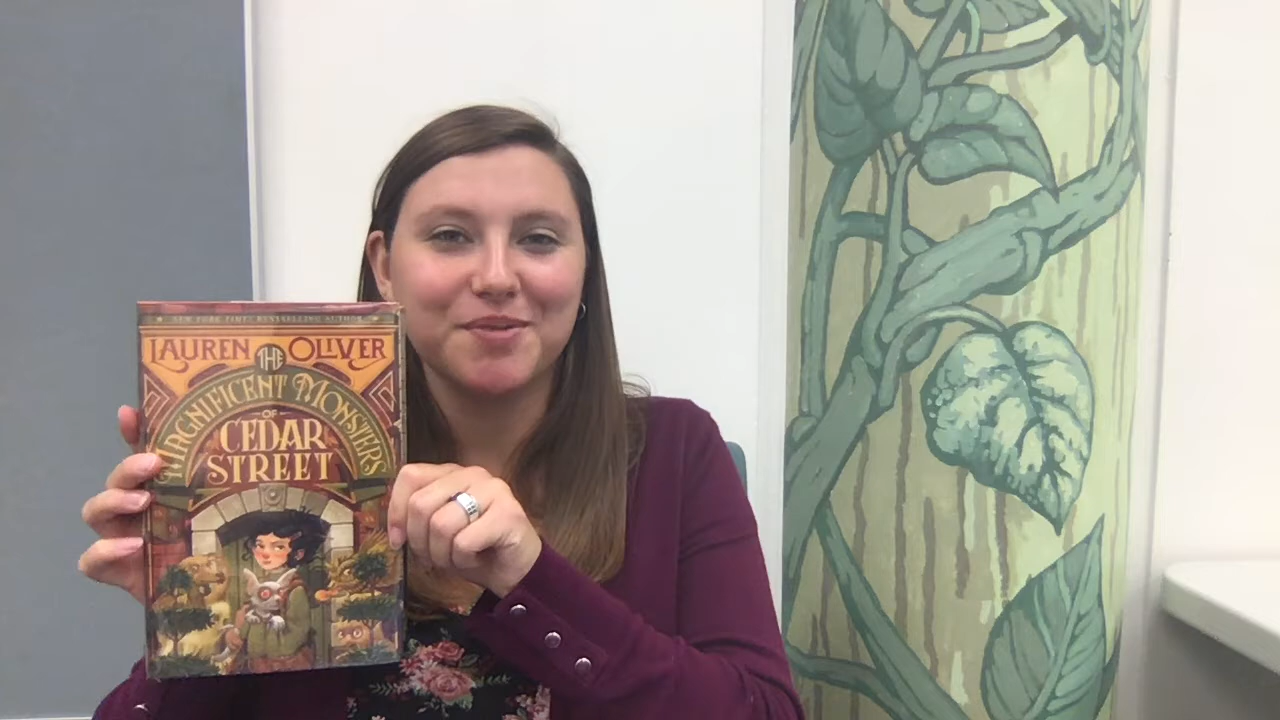 NEW YORK TIMES BESTSELLING AUTHOR
LAUREN OLIVER
THE
MAGNIFICENT MONSTERS
OF
CEDAR
STREET